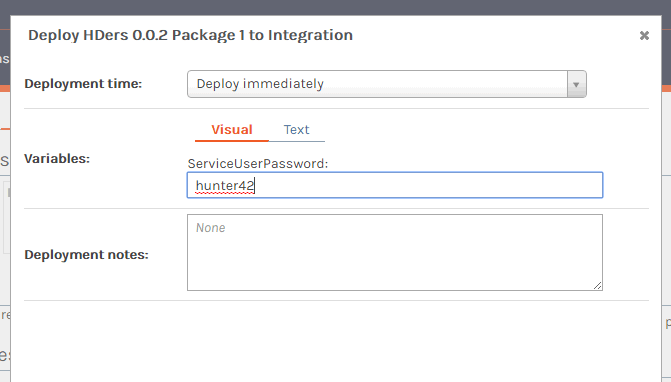 Deploy HDers 0.0.2 Package 1 to Integration
Deployment time: Deploy immediately
Visual Text
Variables:
ServiceUserPassword:
hunter42
Deployment notes:
None